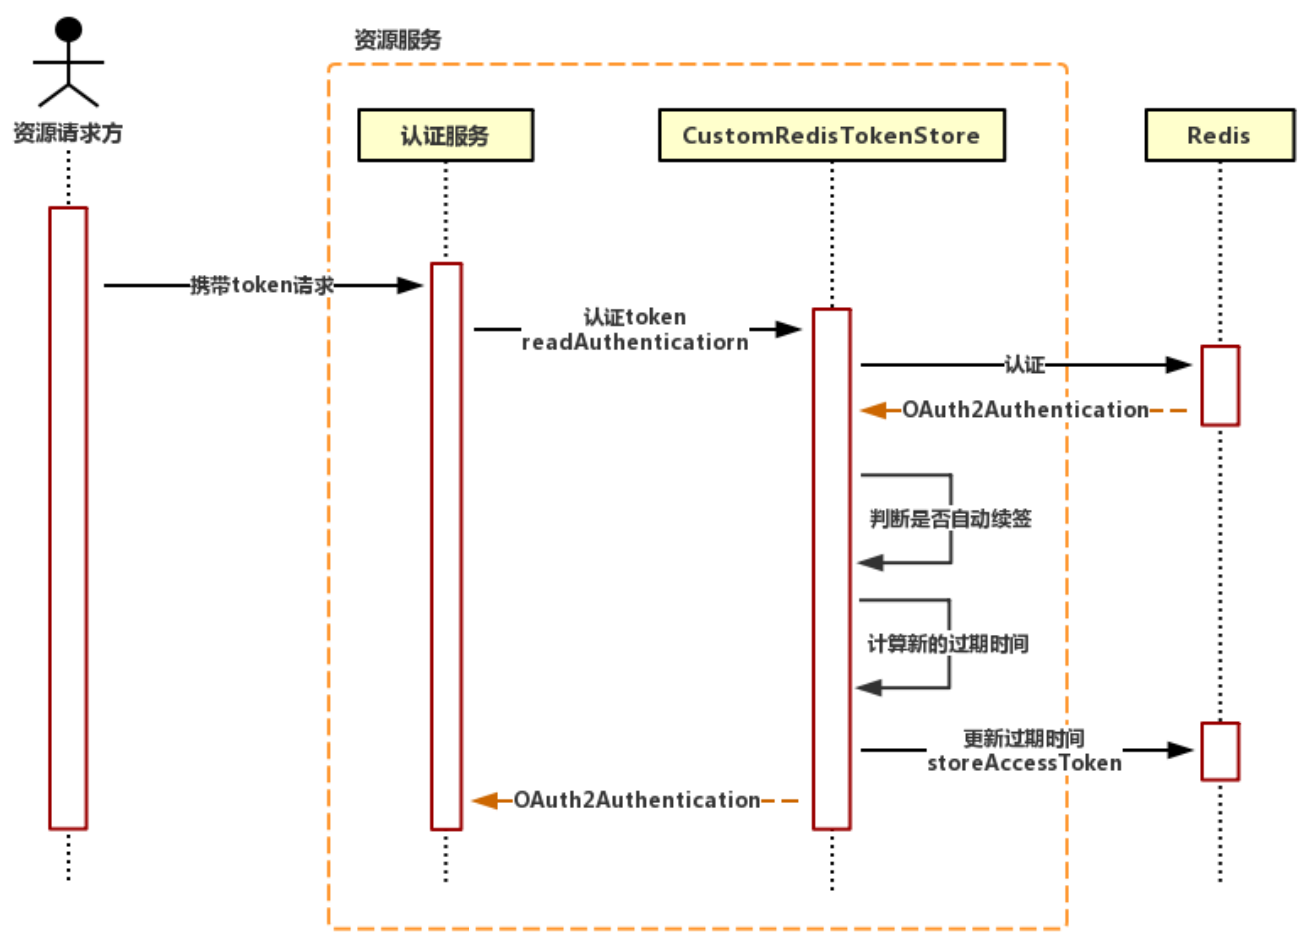 资源服务
资源请求方
认证服务
CustomRedisTokenStore
Redis
携带token请求
认证token
readAuthenticatiorn
认证
OAuth2Authentication
判断是否自动续签
计算新的过期时间
更新过期时间
storeAccessToken
OAuth2Authentication